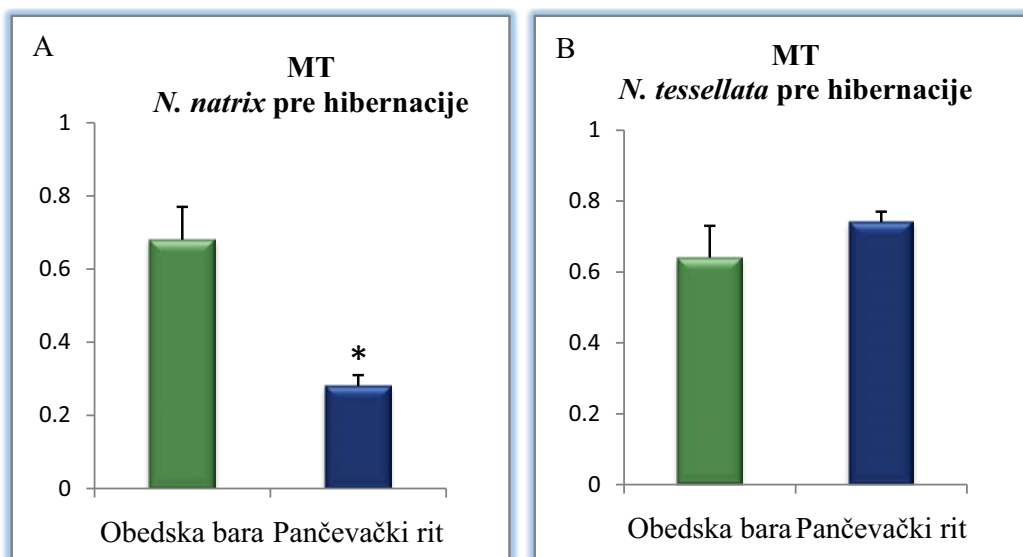 A
MT
N. natrix pre hibernacije
1
0.8
0.6
0.4
*
0.2
0
Obedska bara Pančevački rit
B
MT
N. tessellata pre hibernacije
1
0.8
0.6
0.4
0.2
0
Obedska bara Pančevački rit